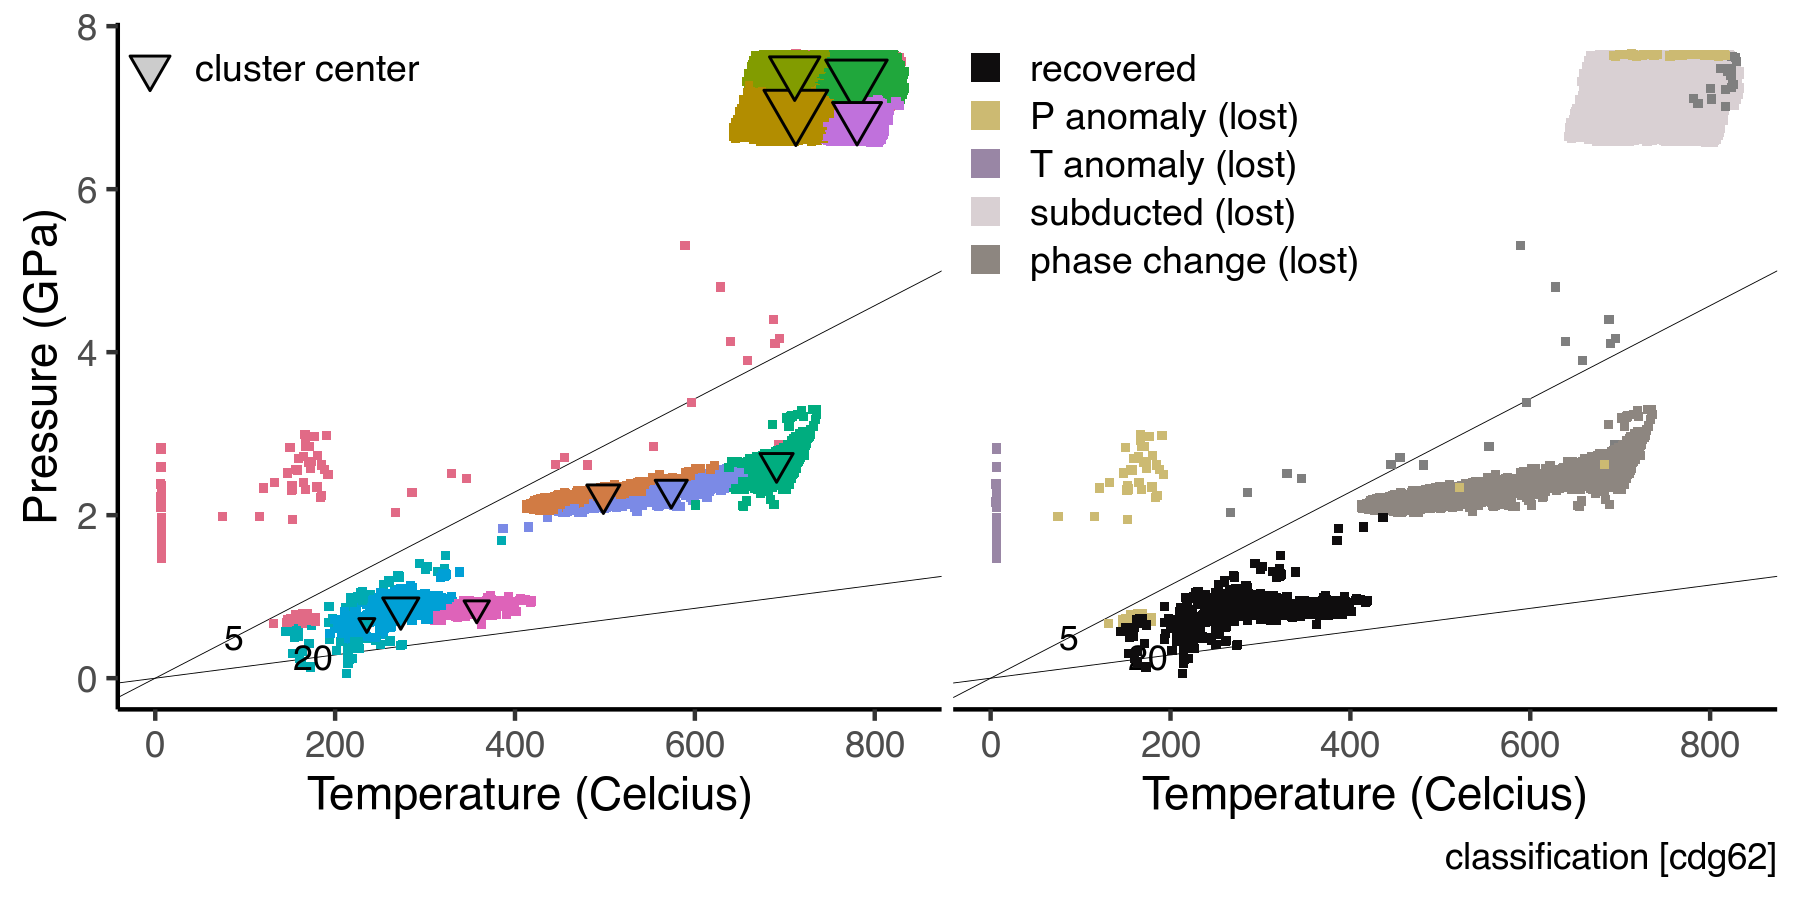 cluster center
recovered
P anomaly (lost)
T anomaly (lost)
subducted (lost)
phase change (lost)
Pressure (GPa)
8
6
4
2
0
5
20
5
20
0 200 400 600 800
0 200 400 600 800
Temperature (Celcius)
Temperature (Celcius)
classification [cdg62]